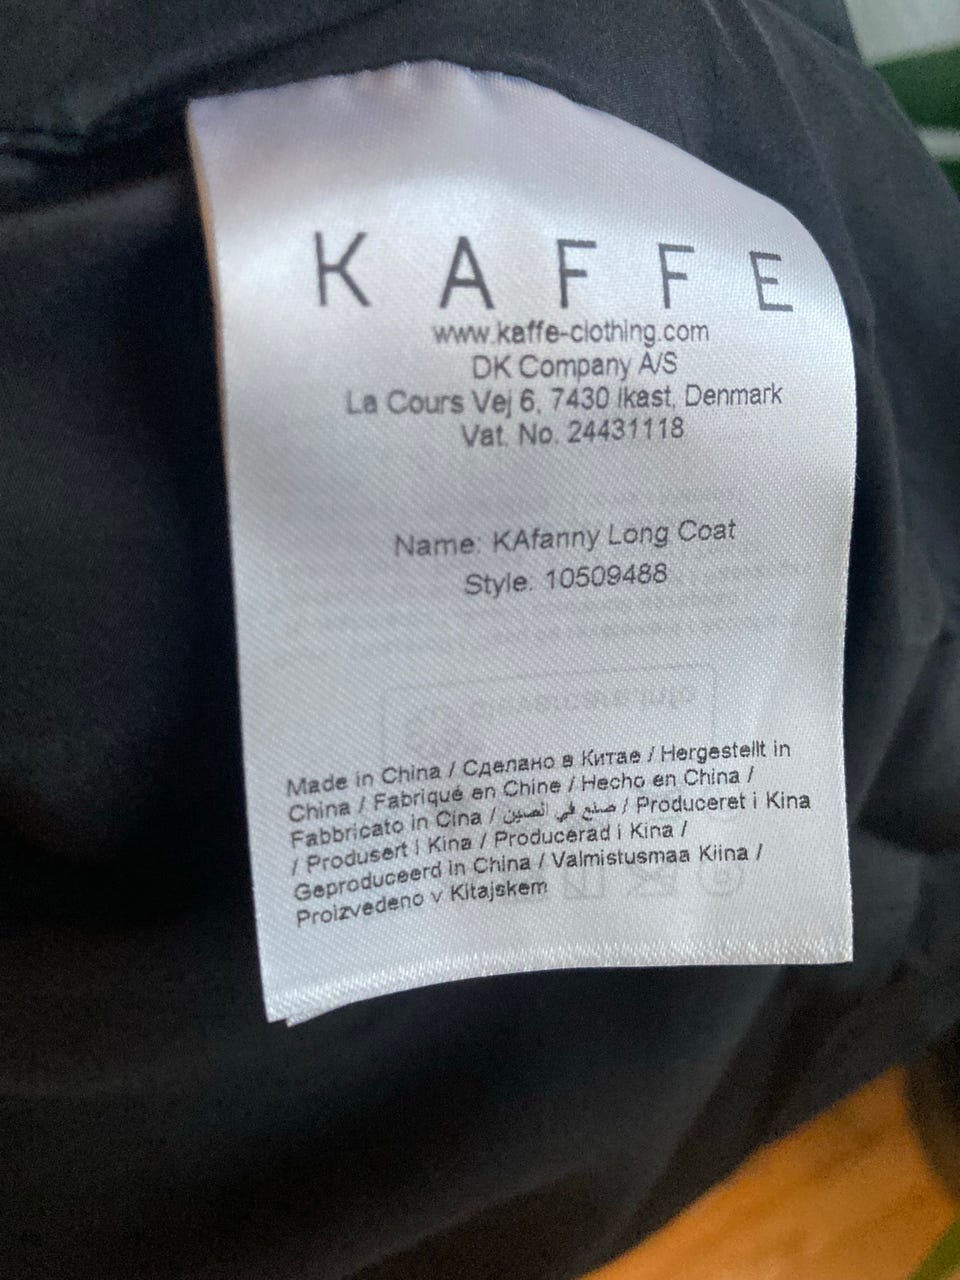 KAFFE
www.kaffe-clothing.com
DK Company A/S
La Cours Vej 6, 7430 Ikast, Denmark
Vat. No. 24431118
Name: KAfanny Long Coat
Style: 10509488
Made in China / Сделано в Китае / Hergestellt in
China / Fabriqué en Chine / Hecho en China /
Fabbricato in Cina / صنع في الصين / Produceret i Kina
/ Produsert i Kina / Producerad i Kina /
Geproduceerd in China / Valmistusmaa Kiina /
Proizvedeno v Kitajskem